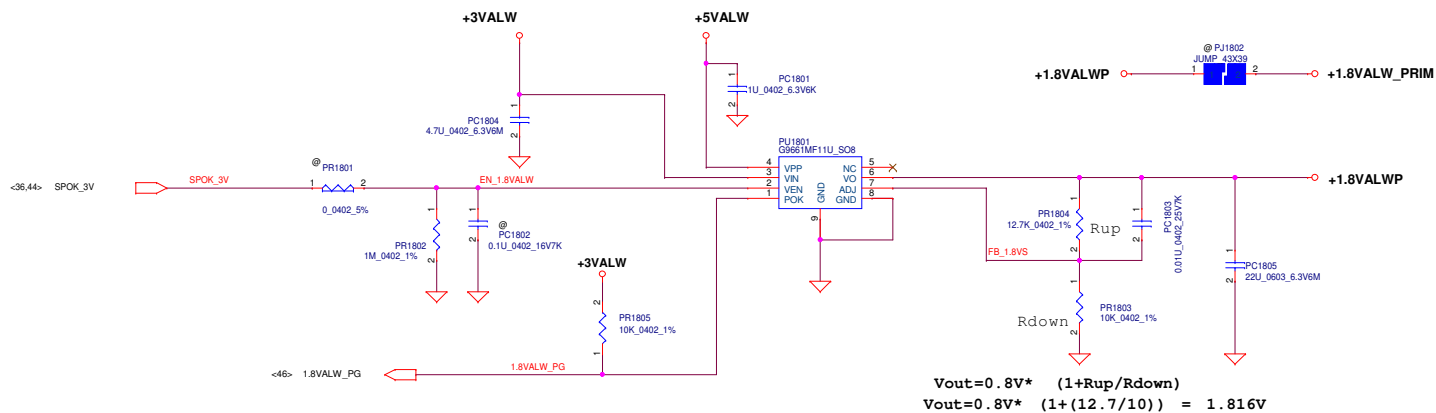 +3VALW
+5VALW
@ PJ1802
JUMP_43X39
+1.8VALWP 1 2 +1.8VALW_PRIM
1
PC1801
1U_0402_6.3V6K
2
1
PC1804
4.7U_0402_6.3V6M
2
PU1801
G9661MF11U_SO8
4 VPP NC 5
3 VIN VO 6
2 VEN ADJ 7
1 POK GND 8
GND
9
@
PR1801
<36,44> SPOK_3V SPOK_3V 1 2 EN_1.8VALW
0_0402_5%
+1.8VALWP
1
PR1802
1M_0402_1%
2
@
1
PC1802
0.1U_0402_16V7K
2
1
PR1804
12.7K_0402_1%
2
Rup
1
PC1803
0.01U_0402_25V7K
2
FB_1.8VS
1
PC1805
22U_0603_6.3V6M
2
+3VALW
2
PR1805
10K_0402_1%
1
1
PR1803
10K_0402_1%
Rdown
2
<46> 1.8VALW_PG 1.8VALW_PG
Vout=0.8V* (1+Rup/Rdown)
Vout=0.8V* (1+(12.7/10)) = 1.816V